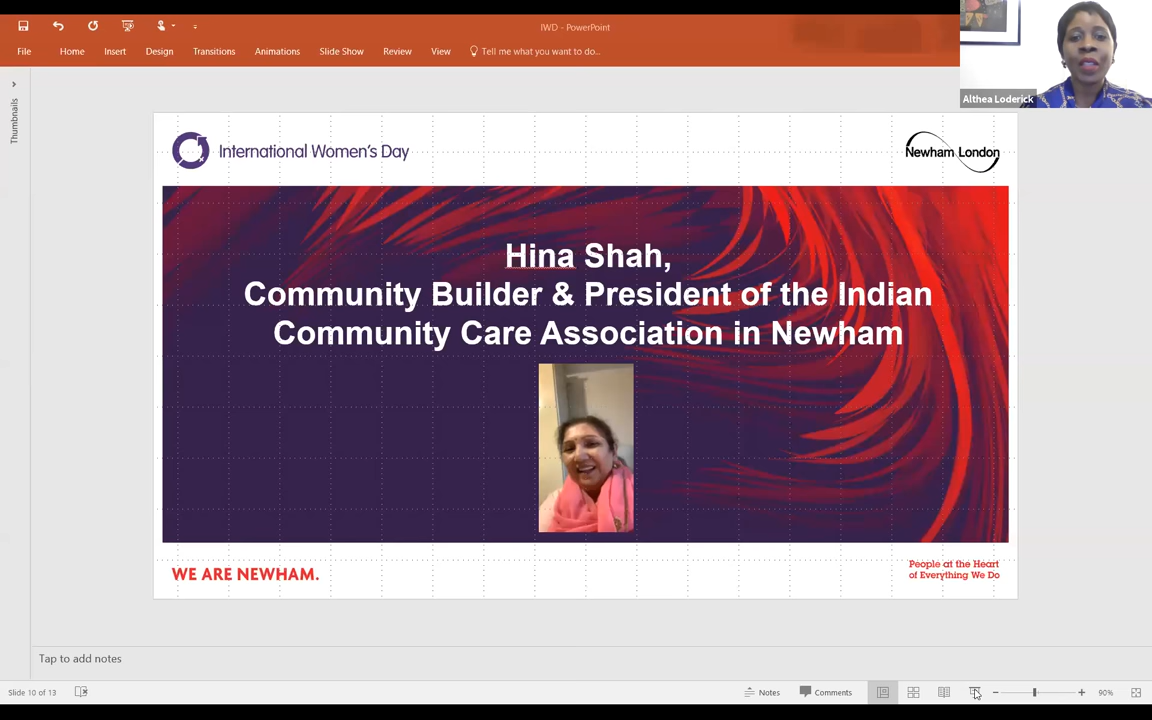 IWD - PowerPoint
File Home Insert Design Transitions Animations Slide Show Review View Tell me what you want to do...
Althea Loderick
Thumbnails
International Women's Day
Newham London
Hina Shah,
Community Builder & President of the Indian
Community Care Association in Newham
WE ARE NEWHAM.
People at the Heart
of Everything We Do
Tap to add notes
Slide 10 of 13 Notes Comments 90%